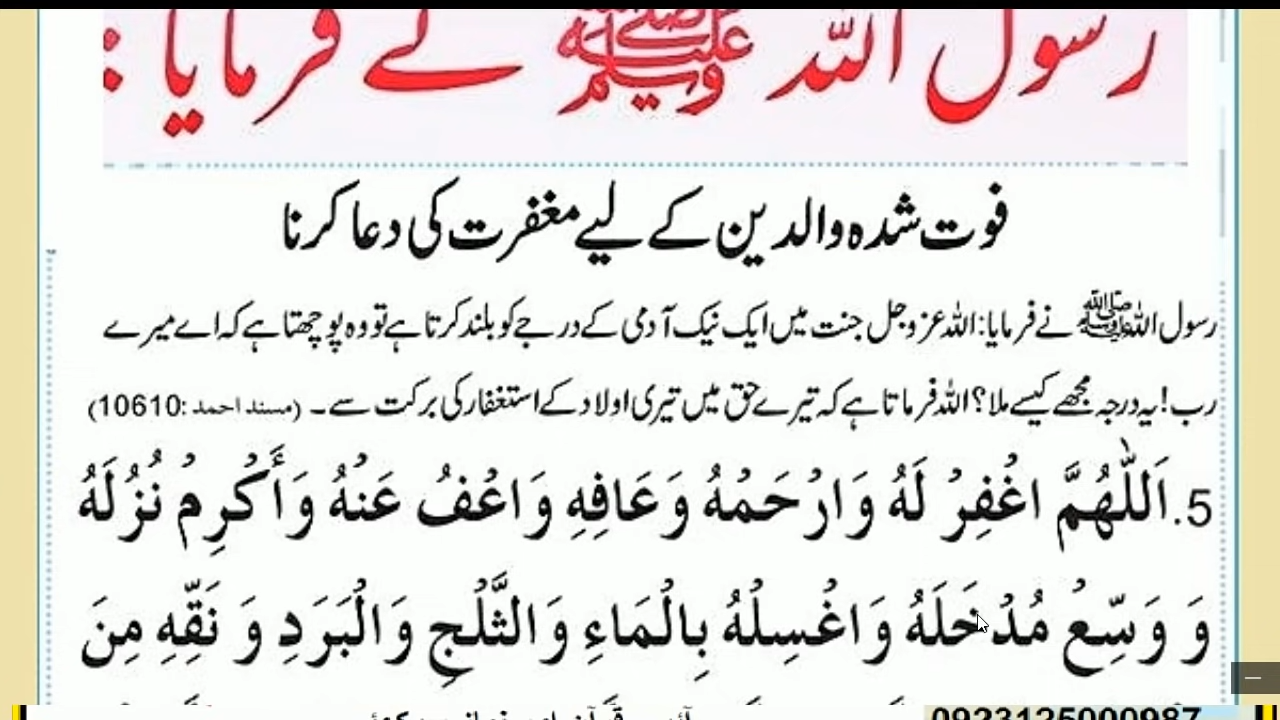 رسول اللہ ﷺ نے فرمایا:
فوت شدہ والدین کے لیے مغفرت کی دعا کرنا
رسول اللہ ﷺ نے فرمایا: اللہ عزوجل جنت میں ایک نیک آدمی کے درجے کو بلند کرتا ہے تو وہ پوچھتا ہے کہ اے میرے
رب! یہ درجہ مجھے کیسے ملا؟ اللہ فرماتا ہے کہ تیرے حق میں تیری اولاد کے استغفار کی برکت سے۔ (مسند احمد: 10610)
5. اَللّٰهُمَّ اغْفِرْ لَهُ وَارْحَمْهُ وَعَافِهِ وَاعْفُ عَنْهُ وَأَكْرِمْ نُزُلَهُ
وَ وَسِّعْ مُدْخَلَهُ وَاغْسِلْهُ بِالْمَاءِ وَالثَّلْجِ وَالْبَرَدِ وَ نَقِّهِ مِنَ
0923125000987